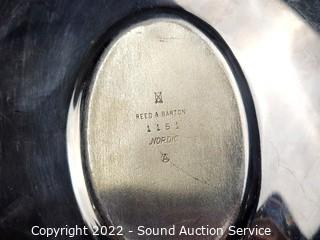 REED & BARTON
1151
NORDIC
Copyright 2022 - Sound Auction Service